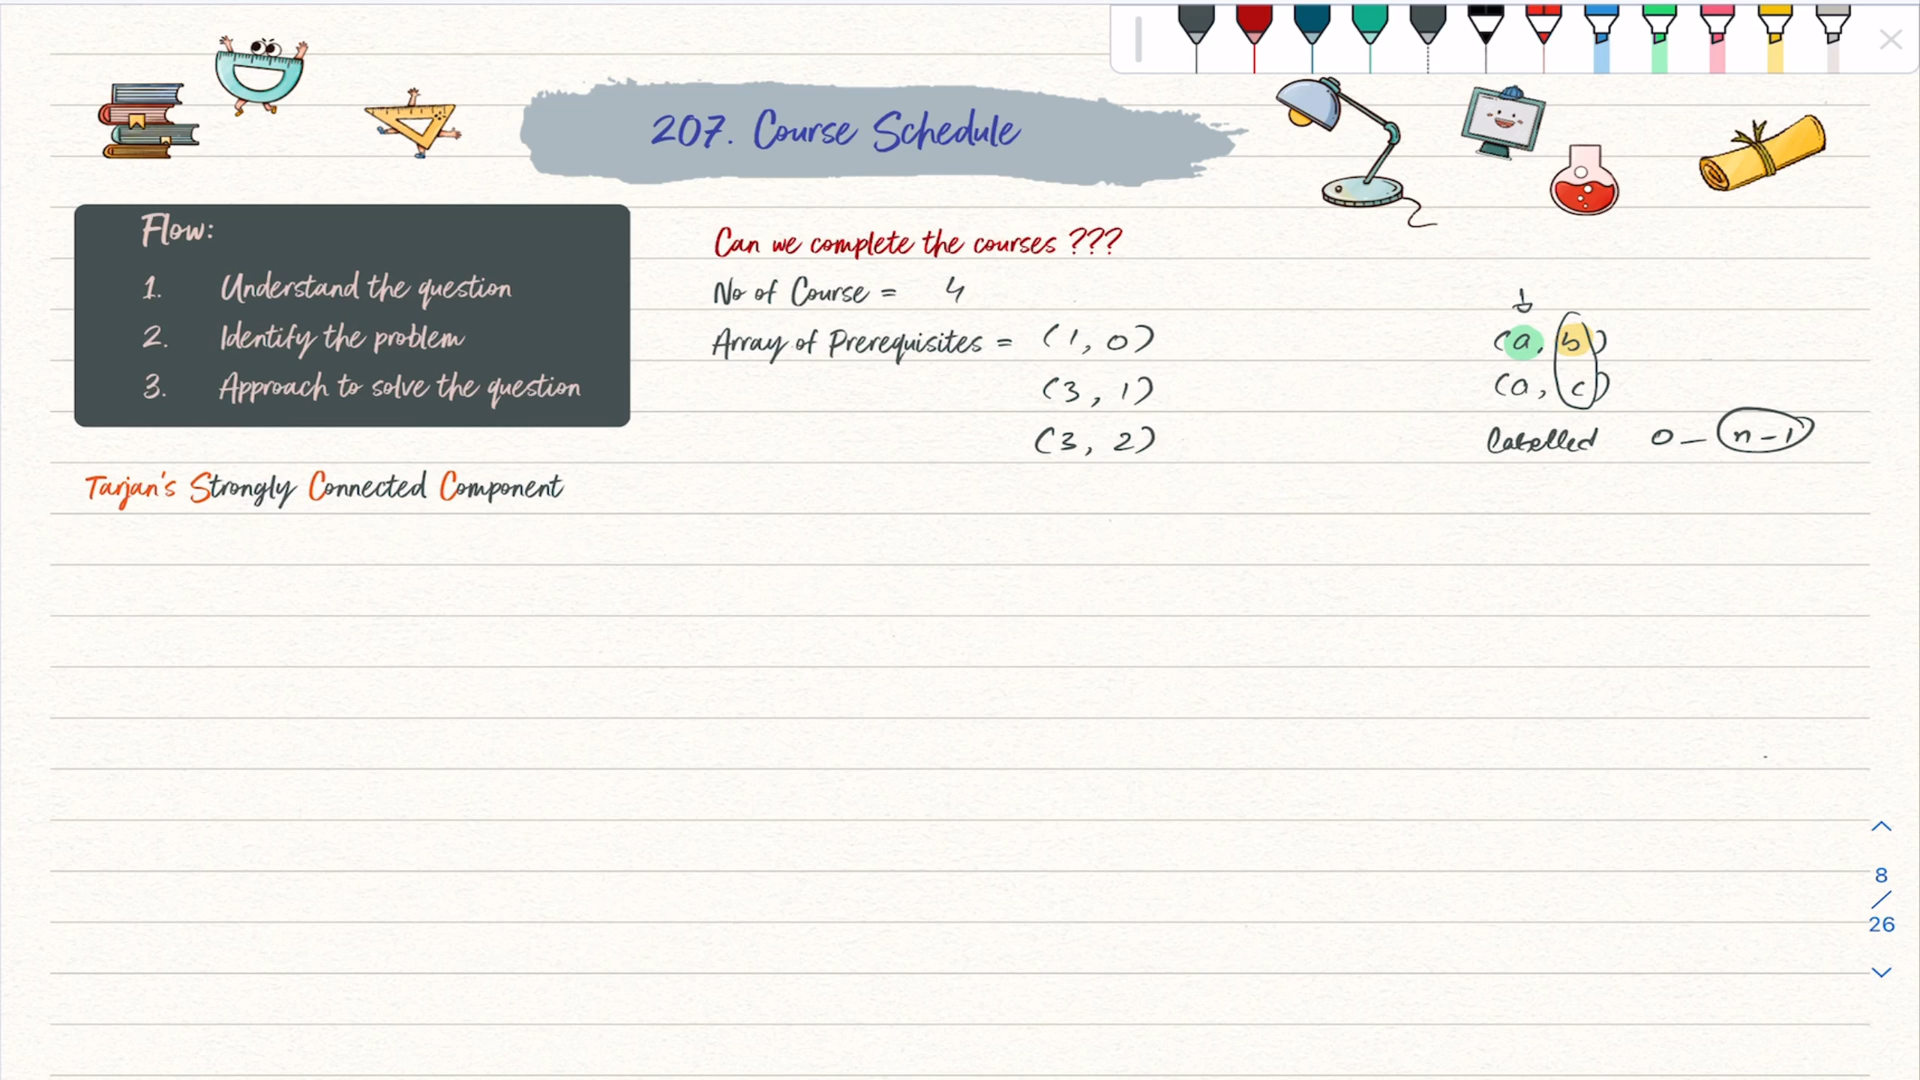 207. Course Schedule
Flow:
1. Understand the question
2. Identify the problem
3. Approach to solve the question
Can we complete the courses ???
No of Course = 4
Array of Prerequisites = (1, 0)
(3, 1)
(3, 2)
(a, b)
(a, c)
labelled 0 - n-1
Tarjan's Strongly Connected Component
8
/
26